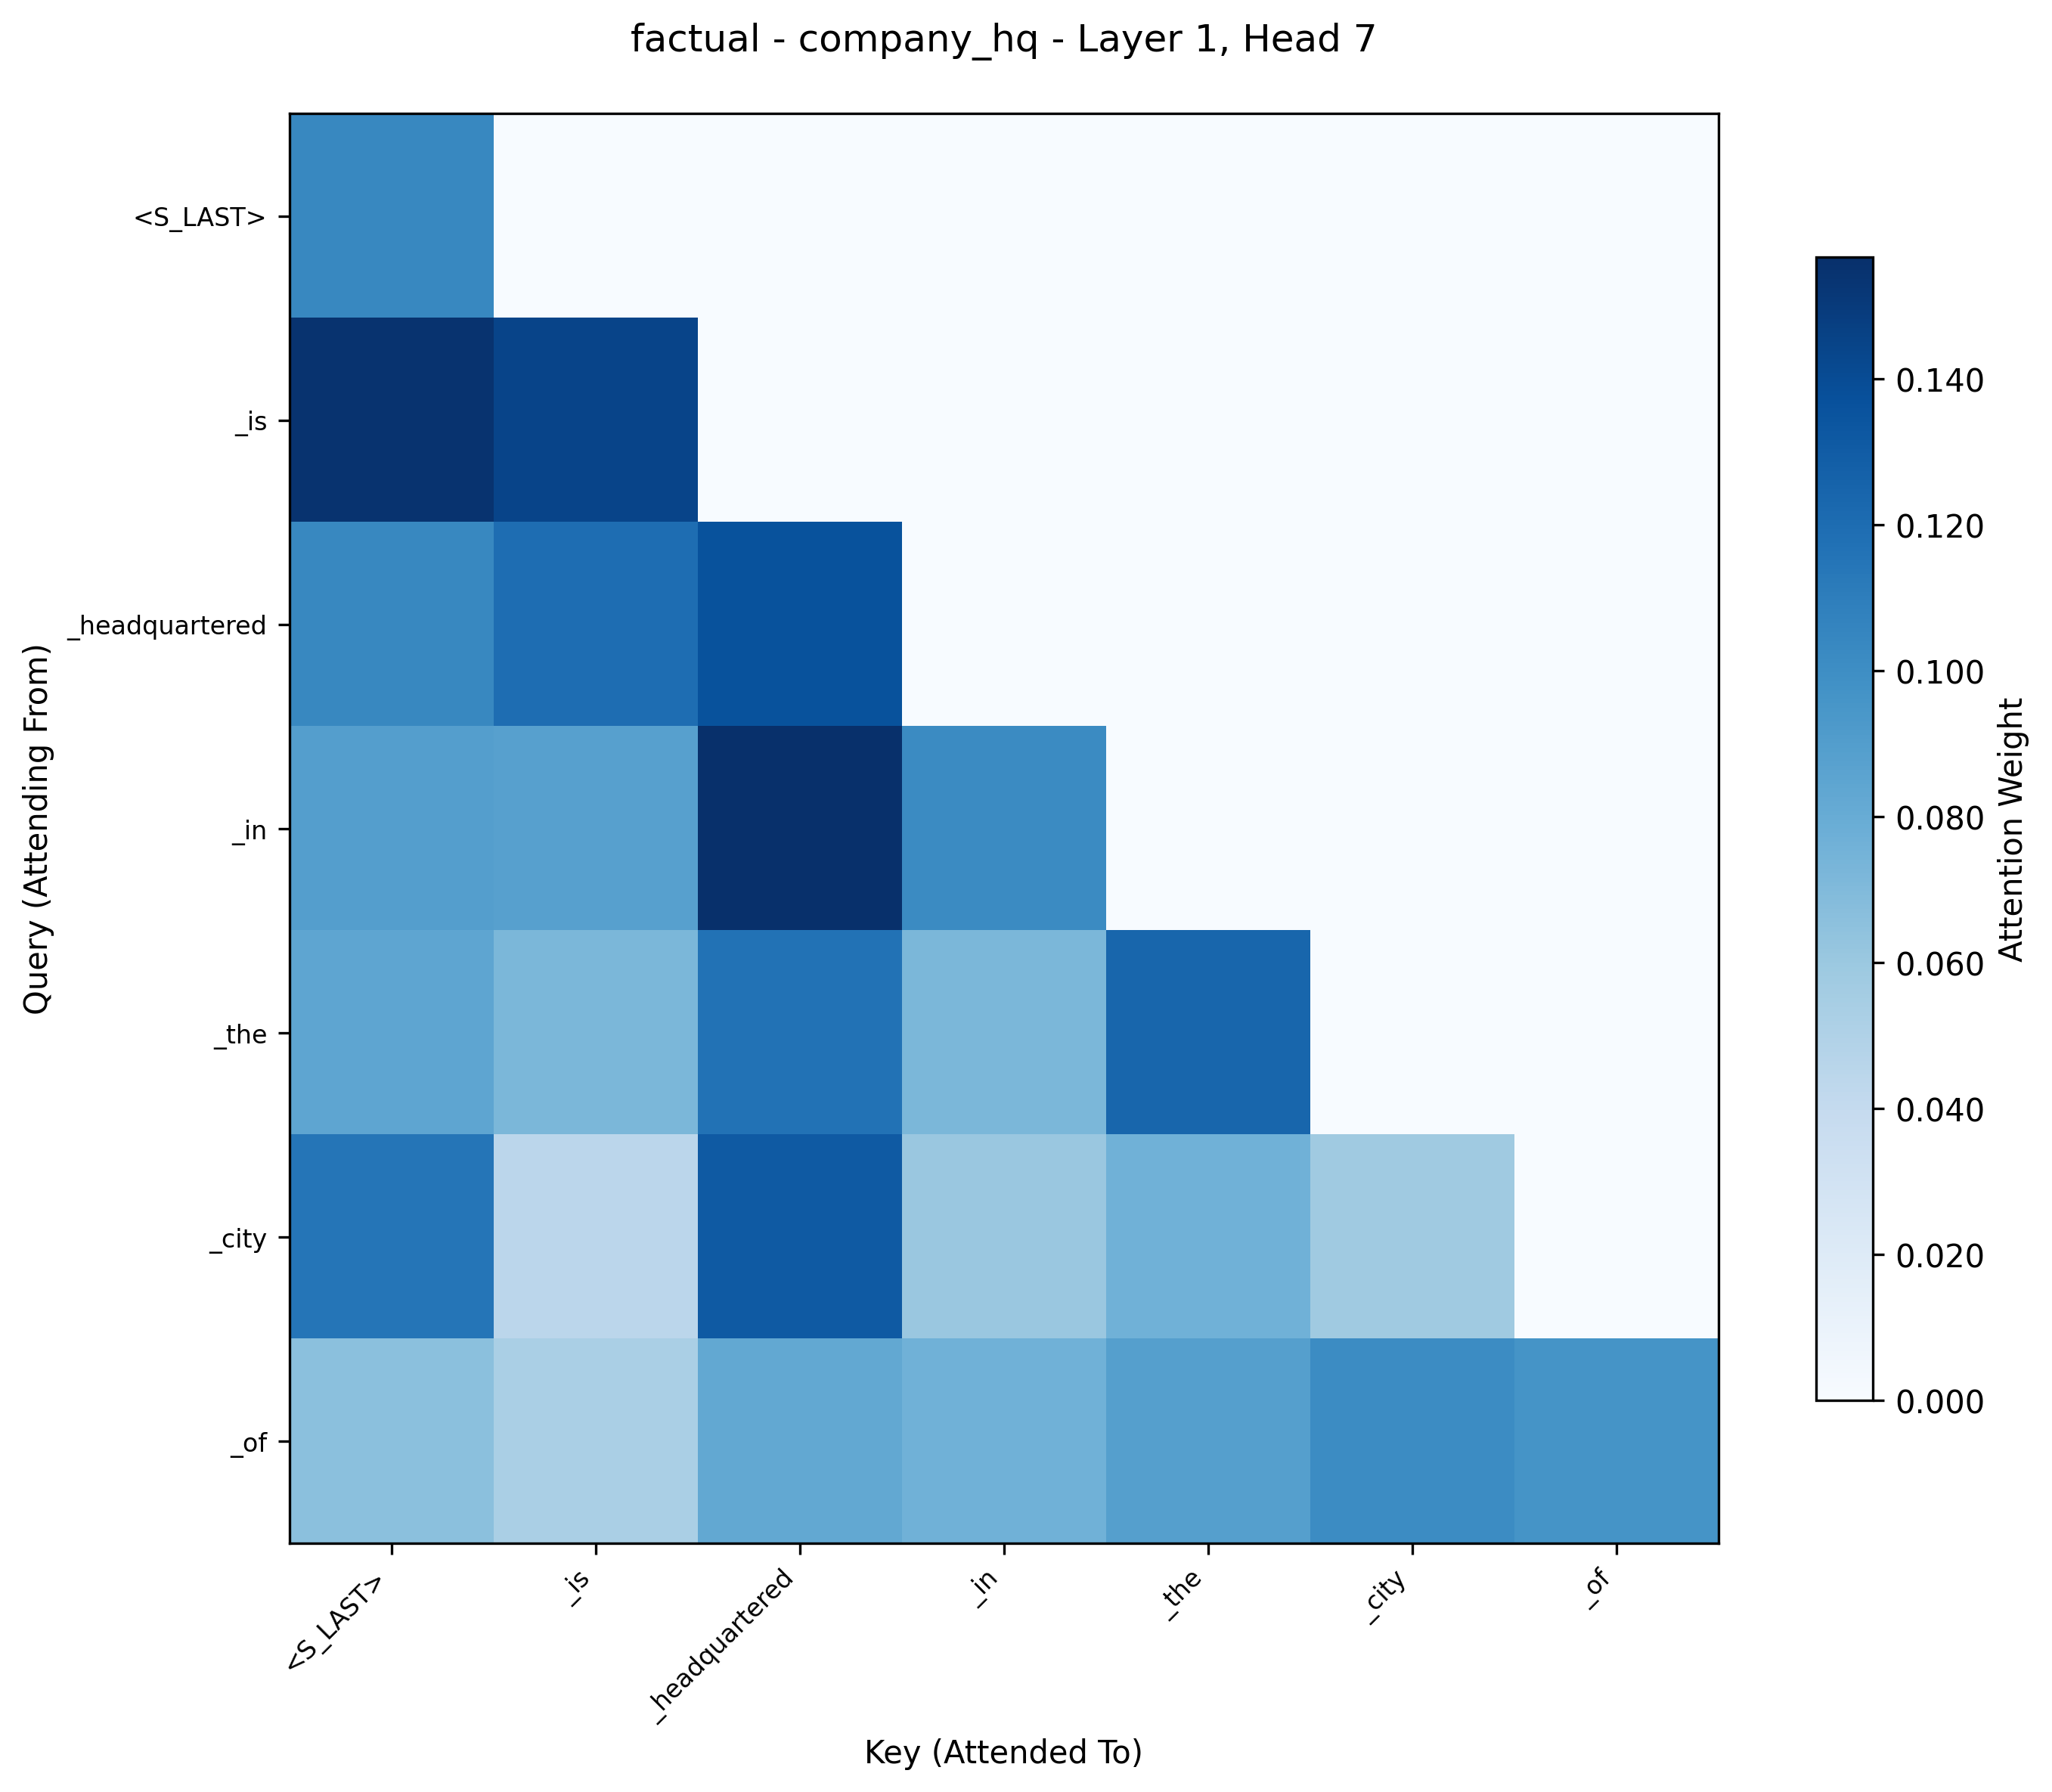 factual - company_hq - Layer 1, Head 7
Query (Attending From)
<S_LAST>
_is
_headquartered
_in
_the
_city
_of
<S_LAST>
_is
_headquartered
_in
_the
_city
_of
Key (Attended To)
0.140
0.120
0.100
0.080
0.060
0.040
0.020
0.000
Attention Weight